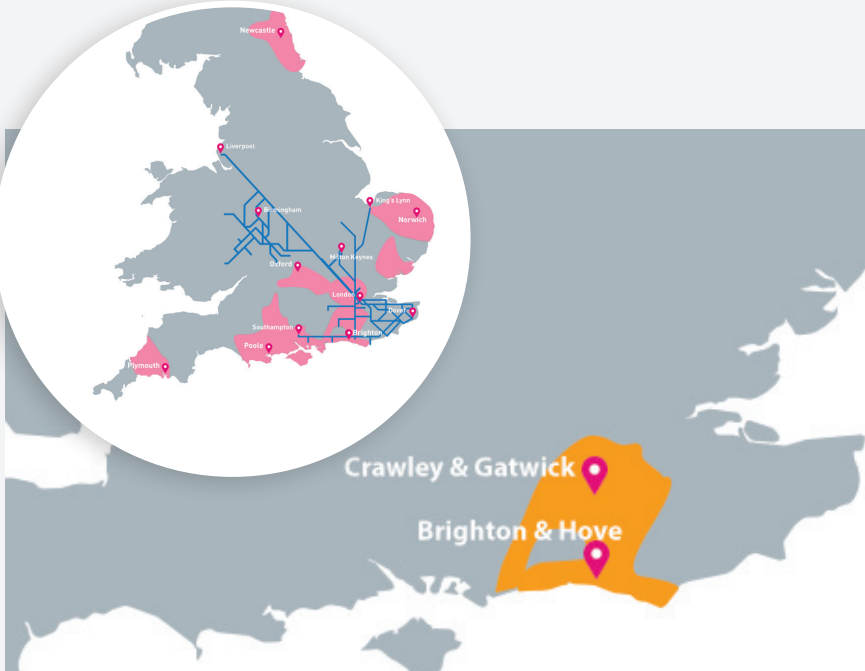 Newcastle
Liverpool
King's Lynn
Birmingham
Norwich
Milton Keynes
Oxford
London
Dover
Southampton
Brighton
Poole
Plymouth
Crawley & Gatwick
Brighton & Hove